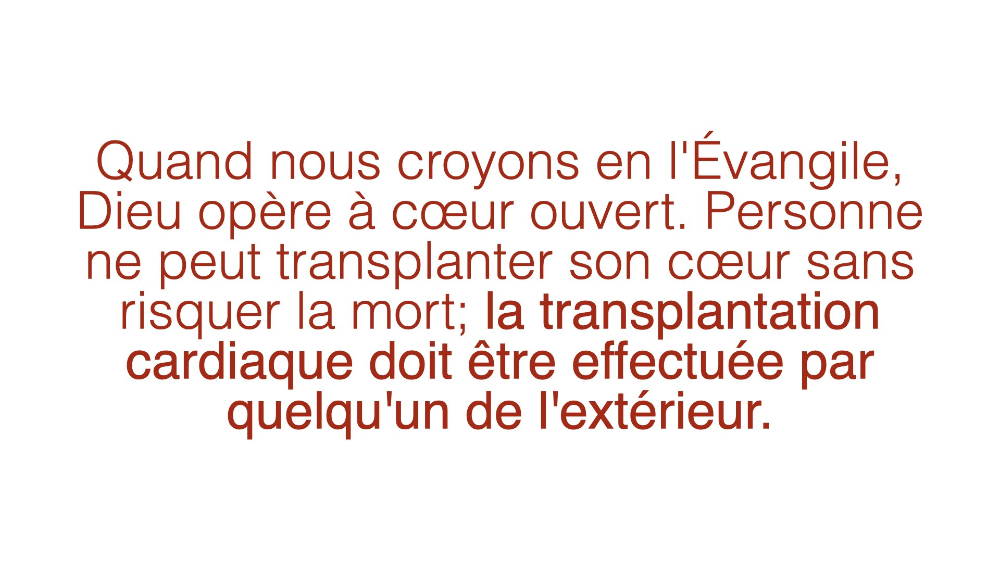 Quand nous croyons en l'Évangile,
Dieu opère à cœur ouvert. Personne
ne peut transplanter son cœur sans
risquer la mort; la transplantation
cardiaque doit être effectuée par
quelqu'un de l'extérieur.